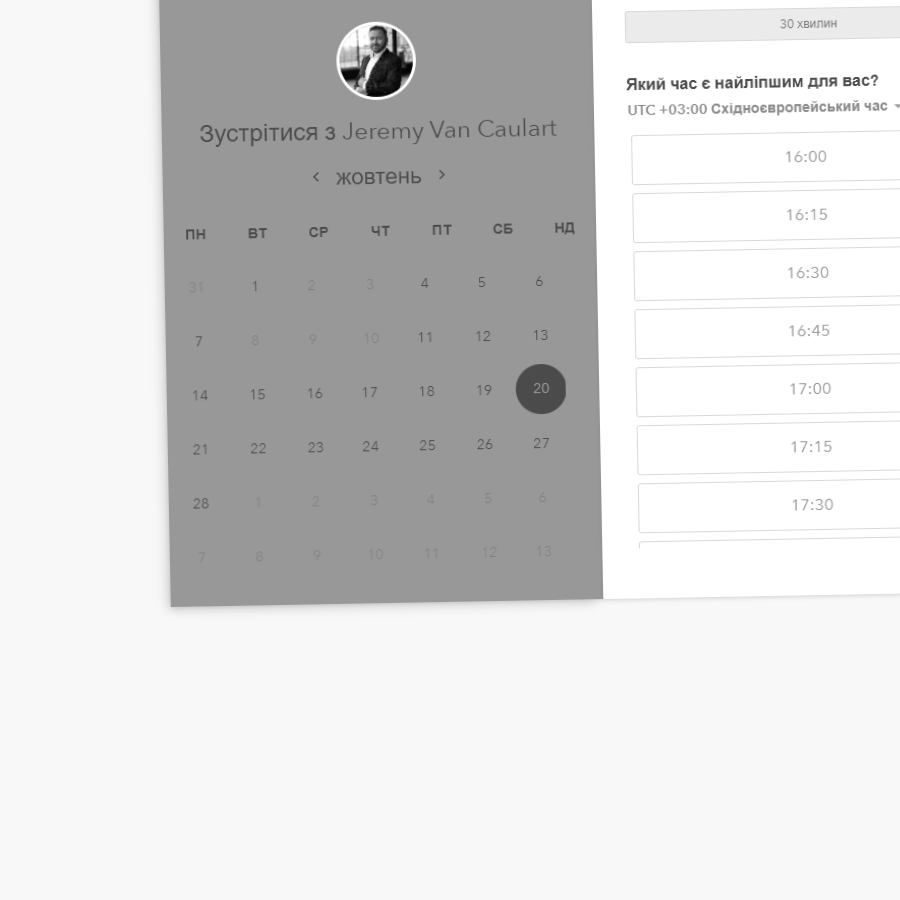 Зустрітися з Jeremy Van Caulart
‹ жовтень ›
ПН ВТ СР ЧТ ПТ СБ НД
31 1 2 3 4 5 6
7 8 9 10 11 12 13
14 15 16 17 18 19 20
21 22 23 24 25 26 27
28 1 2 3 4 5 6
7 8 9 10 11 12 13
30 хвилин
Який час є найліпшим для вас?
UTC +03:00 Східноєвропейський час
16:00
16:15
16:30
16:45
17:00
17:15
17:30